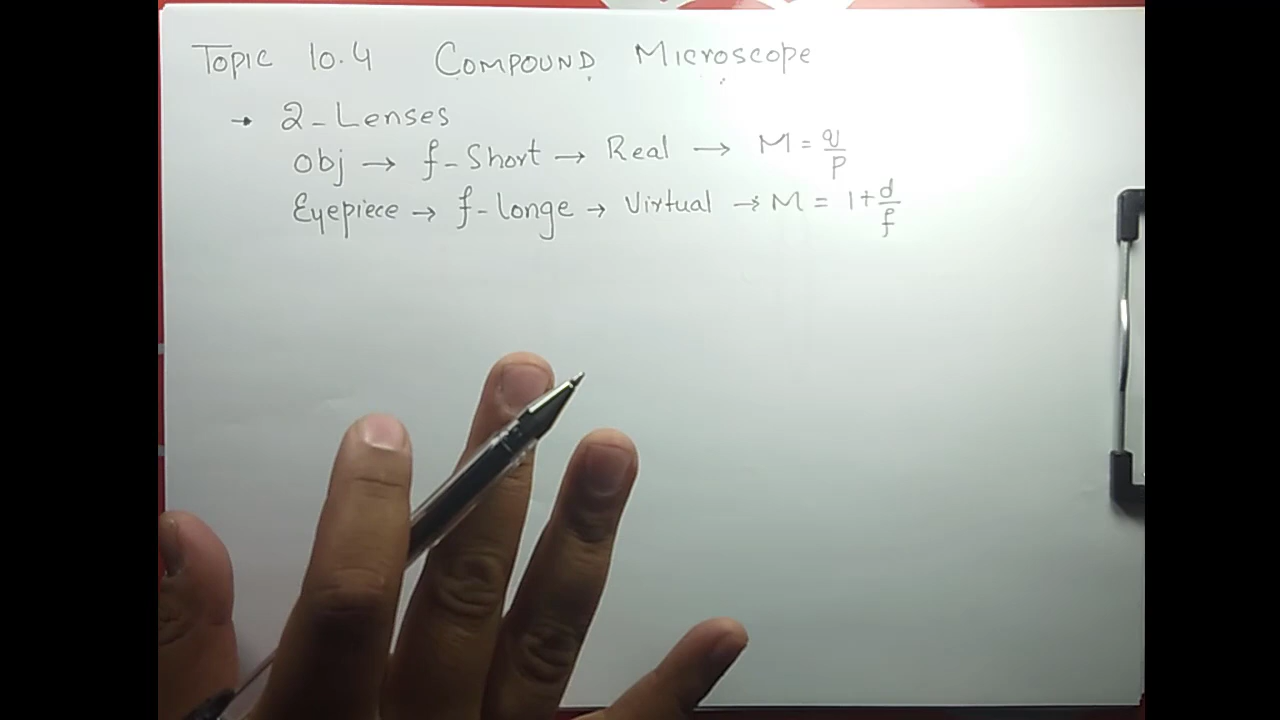 Topic 10.4 Compound Microscope
→ 2-Lenses
Obj → f-Short → Real → M = q/p
Eyepiece → f-longe → Virtual → M = 1+d/f